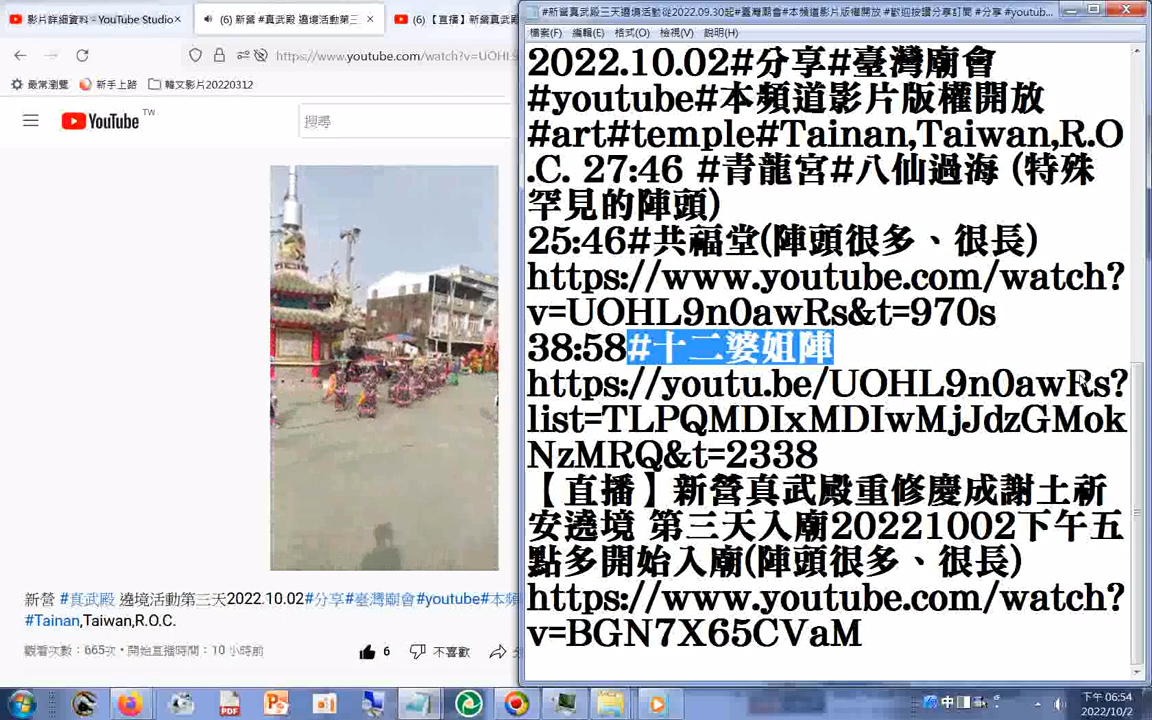 影片詳細資料 - YouTube Studio
(6) 新營 #真武殿 遶境活動第三
(6)【直播】新營真武殿
#新營真武殿三天遶境活動從2022.09.30起#臺灣廟會#本頻道影片版權開放 #歡迎按讚分享訂閱 #分享 #youtub...
檔案(F) 編輯(E) 格式(O) 檢視(V) 說明(H)
https://www.youtube.com/watch?v=UOHL9
最常瀏覽 新手上路 韓文影片20220312
YouTube TW
搜尋
2022.10.02#分享#臺灣廟會
#youtube#本頻道影片版權開放
#art#temple#Tainan,Taiwan,R.O
.C. 27:46 #青龍宮#八仙過海 (特殊
罕見的陣頭)
25:46#共福堂(陣頭很多、很長)
https://www.youtube.com/watch?
v=UOHL9n0awRs&t=970s
38:58#十二婆姐陣
https://youtu.be/UOHL9n0awRs?
list=TLPQMDIxMDIwMjJdzGMok
NzMRQ&t=2338
【直播】新營真武殿重修慶成謝土祈
安遶境 第三天入廟20221002下午五
點多開始入廟(陣頭很多、很長)
https://www.youtube.com/watch?
v=BGN7X65CVaM
新營 #真武殿 遶境活動第三天2022.10.02#分享#臺灣廟會#youtube#本頻
#Tainan,Taiwan,R.O.C.
觀看次數：665次・開始直播時間：10 小時前
6 不喜歡
PDF
中
下午 06:54
2022/10/2